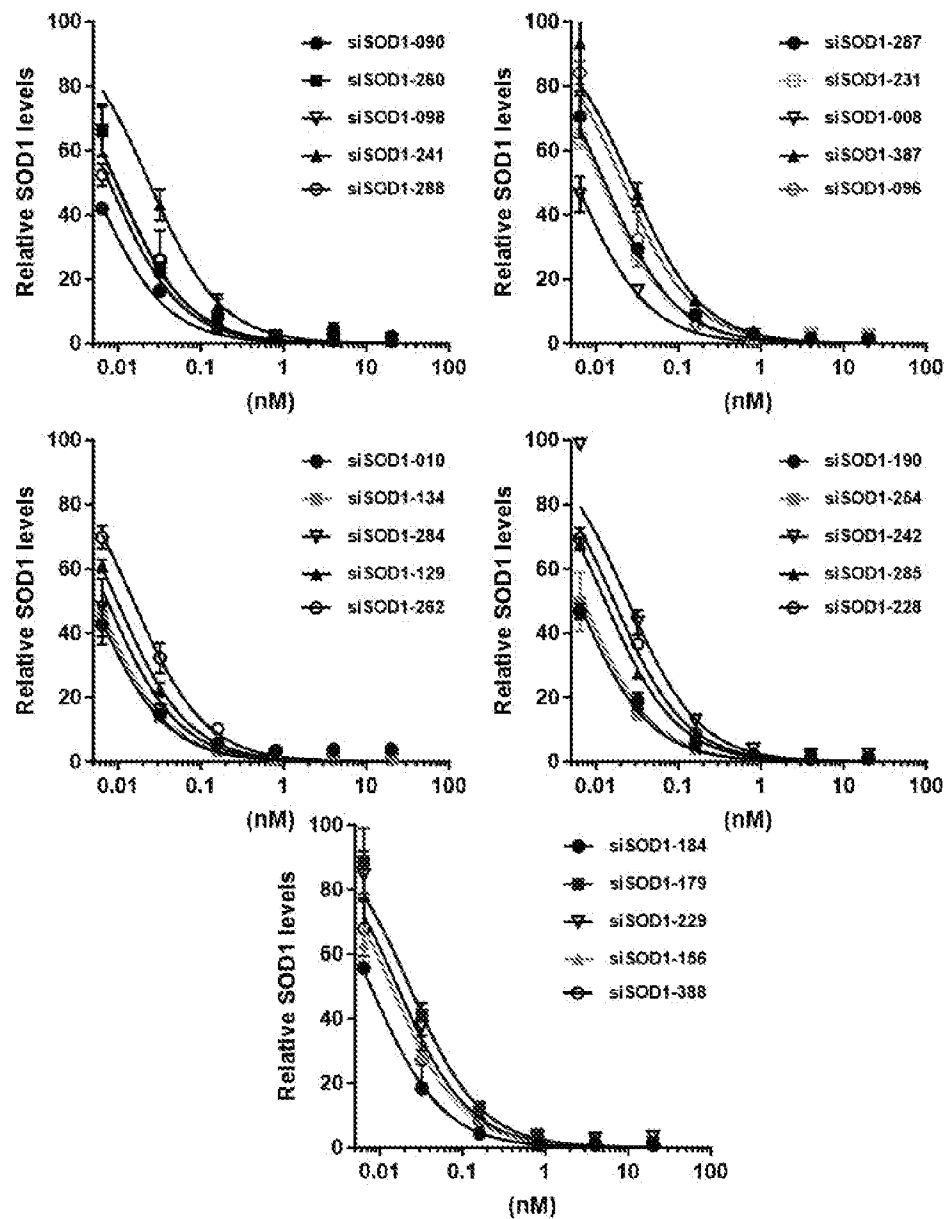 100
80
60
40
20
0
Relative SOD1 levels
0.01 0.1 1 10 100
(nM)
siSOD1-090
siSOD1-260
siSOD1-098
siSOD1-241
siSOD1-288
100
80
60
40
20
0
Relative SOD1 levels
0.01 0.1 1 10 100
(nM)
siSOD1-287
siSOD1-231
siSOD1-008
siSOD1-387
siSOD1-096
100
80
60
40
20
0
Relative SOD1 levels
0.01 0.1 1 10 100
(nM)
siSOD1-010
siSOD1-134
siSOD1-284
siSOD1-129
siSOD1-262
100
80
60
40
20
0
Relative SOD1 levels
0.01 0.1 1 10 100
(nM)
siSOD1-190
siSOD1-264
siSOD1-242
siSOD1-285
siSOD1-228
100
80
60
40
20
0
Relative SOD1 levels
0.01 0.1 1 10 100
(nM)
siSOD1-184
siSOD1-179
siSOD1-229
siSOD1-166
siSOD1-388